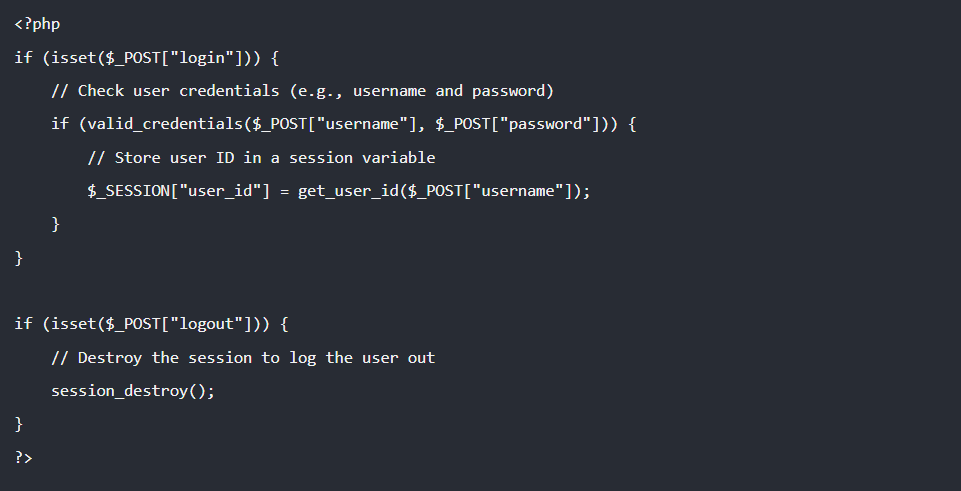 <?php
if (isset($_POST["login"])) {
    // Check user credentials (e.g., username and password)
    if (valid_credentials($_POST["username"], $_POST["password"])) {
        // Store user ID in a session variable
        $_SESSION["user_id"] = get_user_id($_POST["username"]);
    }
}

if (isset($_POST["logout"])) {
    // Destroy the session to log the user out
    session_destroy();
}
?>